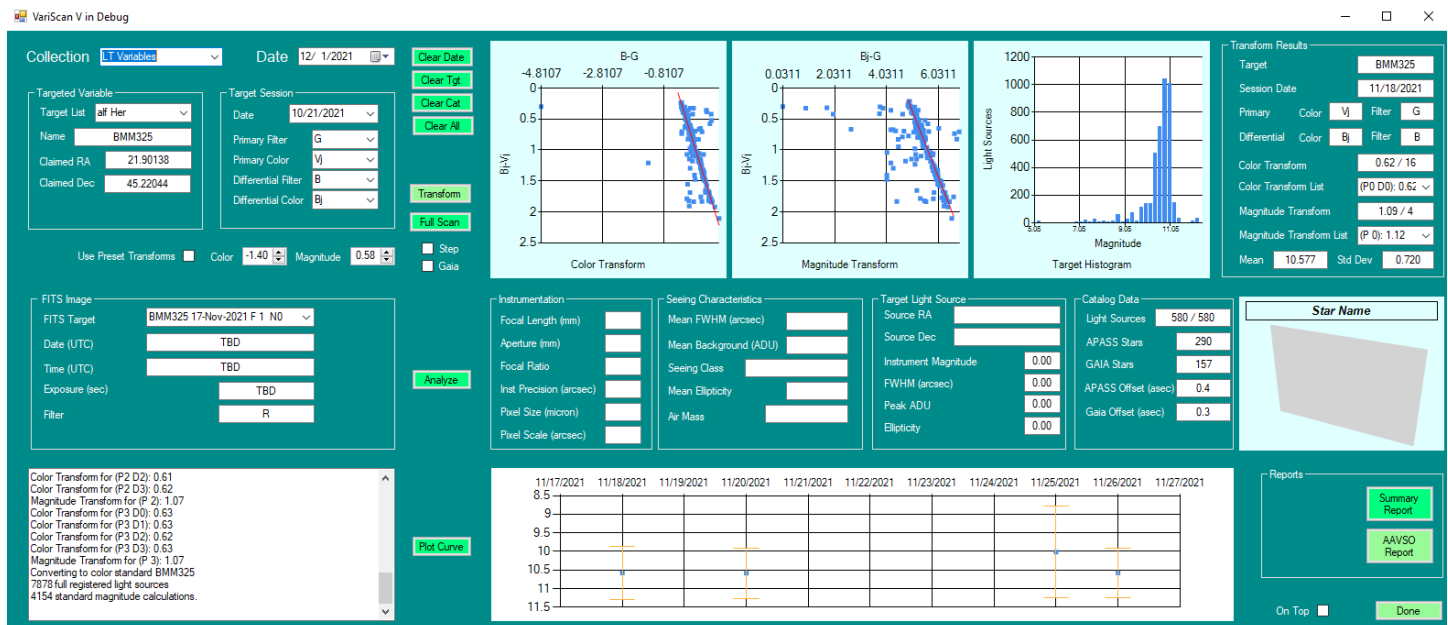 VariScan V in Debug
Collection LT Variables Date 12/ 1/2021
Clear Date
Clear Tgt
Clear Cat
Clear All
Transform
Full Scan
Step
Gaia
Targeted Variable
Target List alf Her
Name BMM325
Claimed RA 21.90138
Claimed Dec 45.22044
Target Session
Date 10/21/2021
Primary Filter G
Primary Color Vj
Differential Filter B
Differential Color Bj
Use Preset Transforms Color -1.40 Magnitude 0.58
B-G
-4.8107 -2.8107 -0.8107
0
0.5
1
1.5
2
2.5
Bj-Vj
Color Transform
Bj-G
0.0311 2.0311 4.0311 6.0311
0
0.5
1
1.5
2
2.5
Bj-Vj
Magnitude Transform
1200
1000
800
600
400
200
0
Light Sources
5.05 7.05 9.05 11.05
Magnitude
Target Histogram
Transform Results
Target BMM325
Session Date 11/18/2021
Primary Color Vj Filter G
Differential Color Bj Filter B
Color Transform 0.62 / 16
Color Transform List (P0 D0): 0.62
Magnitude Transform 1.09 / 4
Magnitude Transform List (P 0): 1.12
Mean 10.577 Std Dev 0.720
FITS Image
FITS Target BMM325 17-Nov-2021 F 1 N0
Date (UTC) TBD
Time (UTC) TBD
Exposure (sec) TBD
Filter R
Analyze
Instrumentation
Focal Length (mm)
Aperture (mm)
Focal Ratio
Inst Precision (arcsec)
Pixel Size (micron)
Pixel Scale (arcsec)
Seeing Characteristics
Mean FWHM (arcsec)
Mean Background (ADU)
Seeing Class
Mean Ellipticity
Air Mass
Target Light Source
Source RA
Source Dec
Instrument Magnitude 0.00
FWHM (arcsec) 0.00
Peak ADU 0.00
Ellipticity 0.00
Catalog Data
Light Sources 580 / 580
APASS Stars 290
GAIA Stars 157
APASS Offset (asec) 0.4
Gaia Offset (asec) 0.3
Star Name
Color Transform for (P2 D2): 0.61
Color Transform for (P2 D3): 0.62
Magnitude Transform for (P 2): 1.07
Color Transform for (P3 D0): 0.63
Color Transform for (P3 D1): 0.63
Color Transform for (P3 D2): 0.62
Color Transform for (P3 D3): 0.63
Magnitude Transform for (P 3): 1.07
Converting to color standard BMM325
7878 full registered light sources
4154 standard magnitude calculations.
Plot Curve
11/17/2021 11/18/2021 11/19/2021 11/20/2021 11/21/2021 11/22/2021 11/23/2021 11/24/2021 11/25/2021 11/26/2021 11/27/2021
8.5
9
9.5
10
10.5
11
11.5
Reports
Summary
Report
AAVSO
Report
On Top
Done